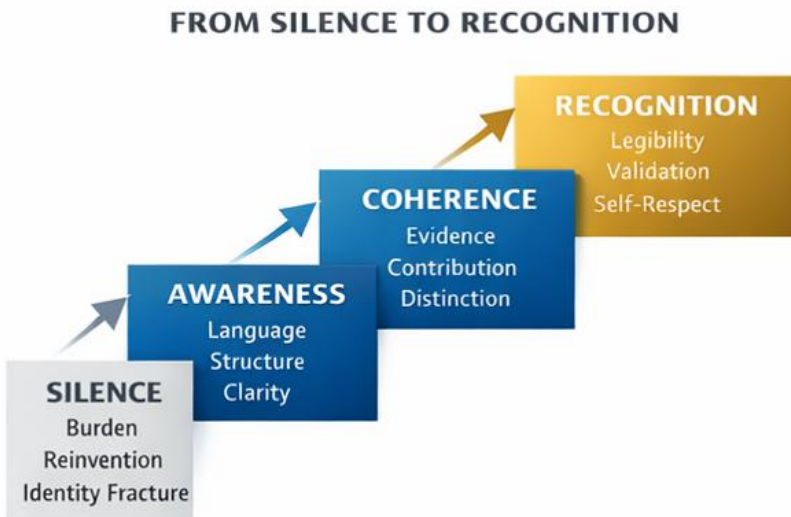 FROM SILENCE TO RECOGNITION
RECOGNITION
Legibility
Validation
Self-Respect
COHERENCE
Evidence
Contribution
Distinction
AWARENESS
Language
Structure
Clarity
SILENCE
Burden
Reinvention
Identity Fracture